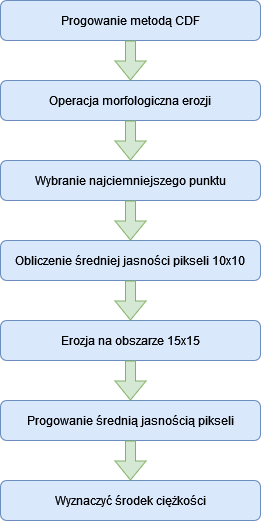 Progowanie metodą CDF
Operacja morfologiczna erozji
Wybranie najciemniejszego punktu
Obliczenie średniej jasności pikseli 10x10
Erozja na obszarze 15x15
Progowanie średnią jasnością pikseli
Wyznaczyć środek ciężkości